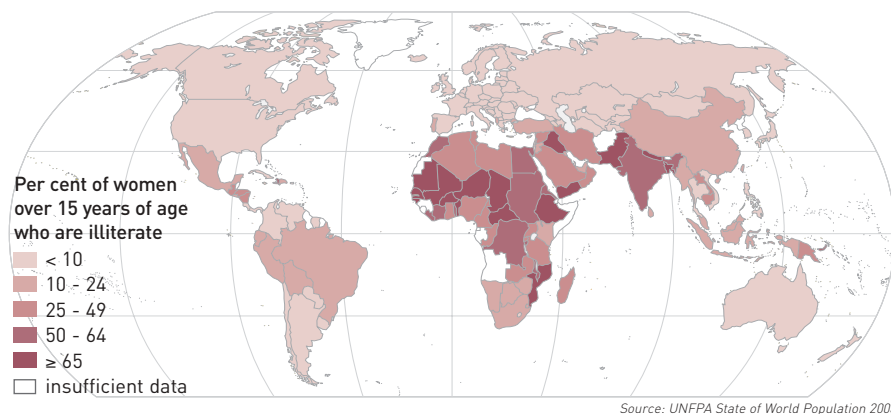 Per cent of women
over 15 years of age
who are illiterate
< 10
10 - 24
25 - 49
50 - 64
≥ 65
insufficient data
Source: UNFPA State of World Population 200